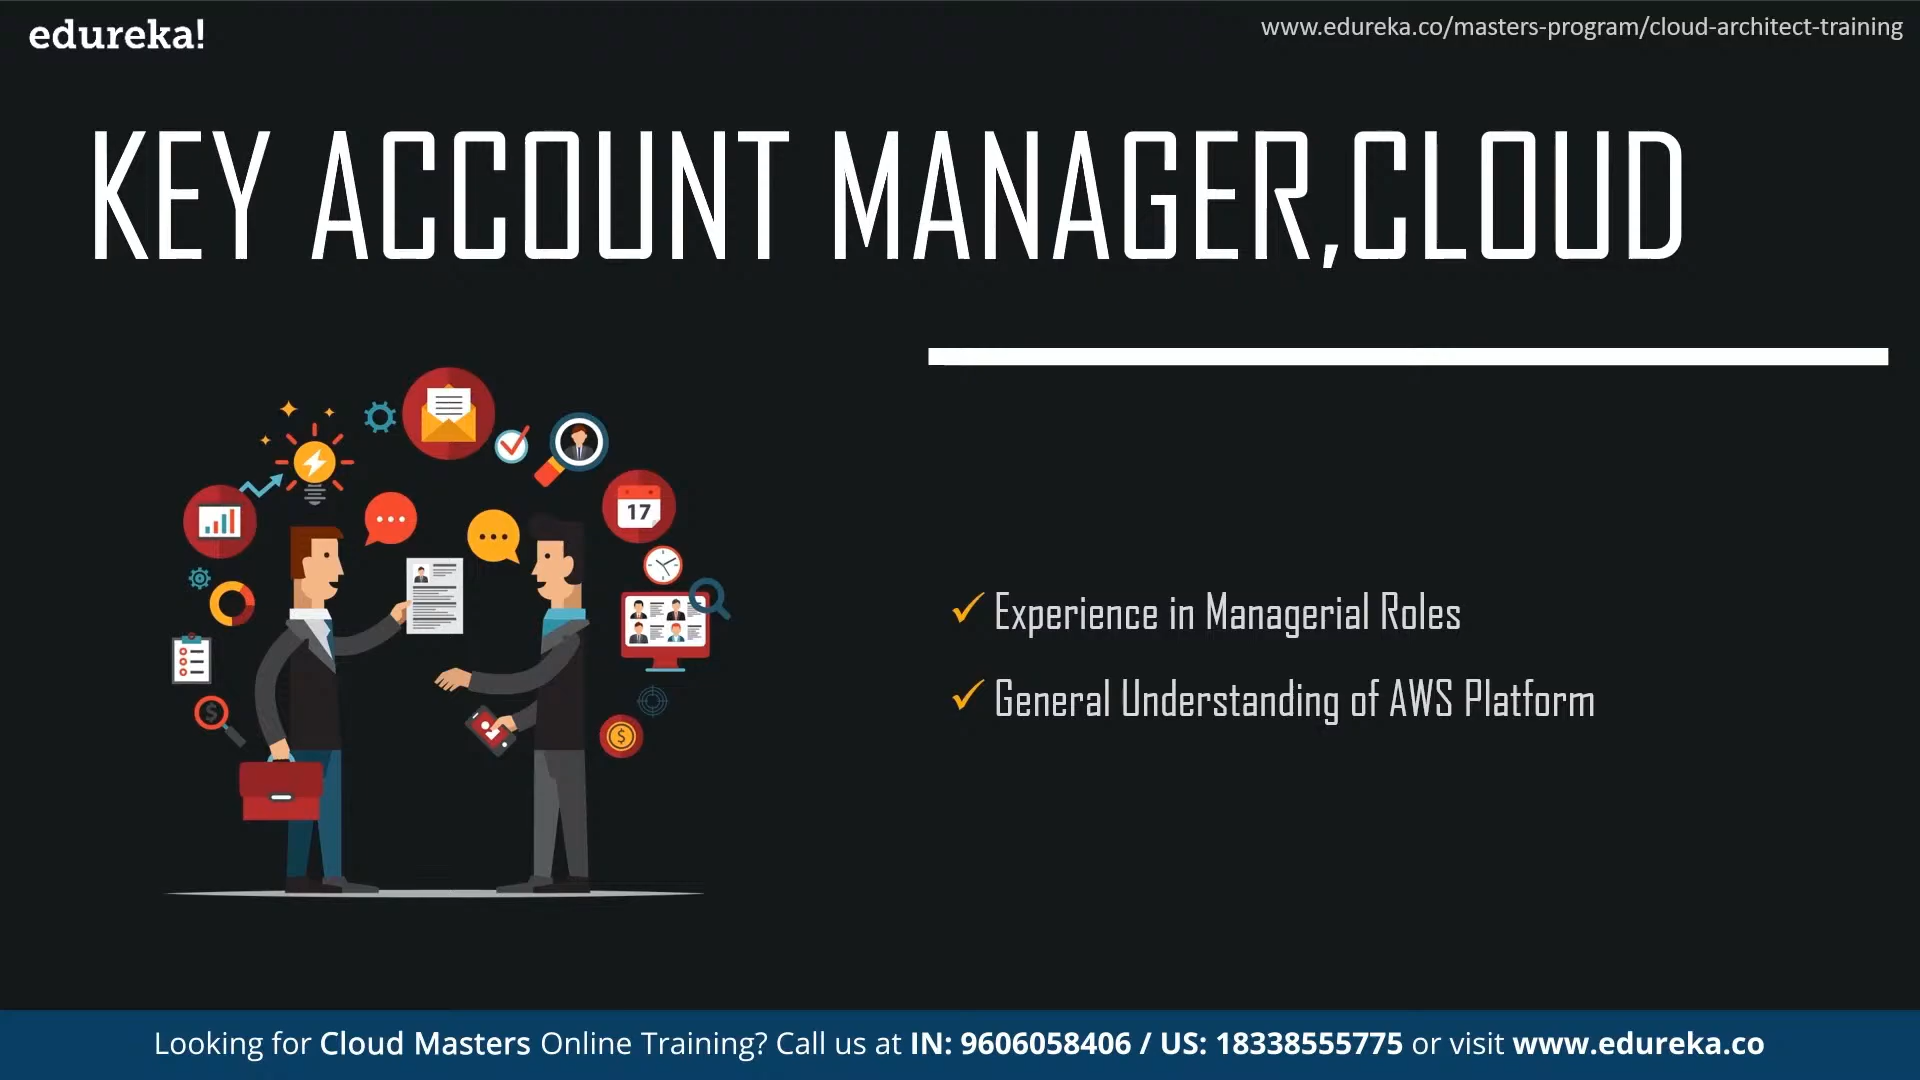 edureka!
www.edureka.co/masters-program/cloud-architect-training
KEY ACCOUNT MANAGER,CLOUD
17
$
$
✓ Experience in Managerial Roles
✓ General Understanding of AWS Platform
Looking for Cloud Masters Online Training? Call us at IN: 9606058406 / US: 18338555775 or visit www.edureka.co